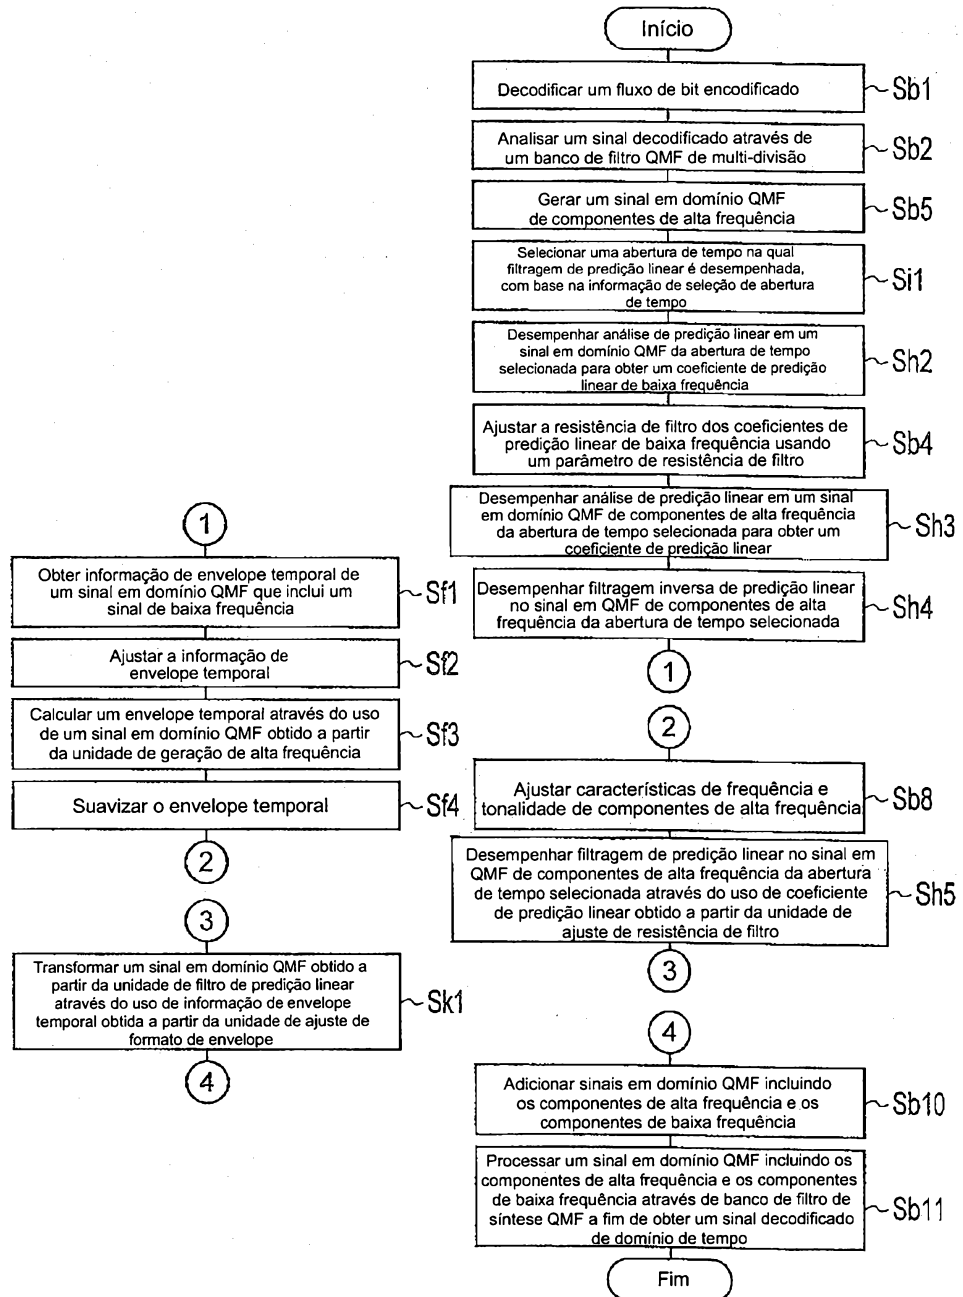 Início
Decodificar um fluxo de bit encodificado
Sb1
Analisar um sinal decodificado através de
um banco de filtro QMF de multi-divisão
Sb2
Gerar um sinal em domínio QMF
de componentes de alta frequência
Sb5
Selecionar uma abertura de tempo na qual
filtragem de predição linear é desempenhada,
com base na informação de seleção de abertura
de tempo
Si1
Desempenhar análise de predição linear em um
sinal em domínio QMF da abertura de tempo
selecionada para obter um coeficiente de predição
linear de baixa frequência
Sh2
Ajustar a resistência de filtro dos coeficientes de
predição linear de baixa frequência usando
um parâmetro de resistência de filtro
Sb4
Desempenhar análise de predição linear em um sinal
em domínio QMF de componentes de alta frequência
da abertura de tempo selecionada para obter um
coeficiente de predição linear
Sh3
Desempenhar filtragem inversa de predição linear
no sinal em QMF de componentes de alta
frequência da abertura de tempo selecionada
Sh4
1
1
Obter informação de envelope temporal de
um sinal em domínio QMF que inclui um
sinal de baixa frequência
Sf1
Ajustar a informação de
envelope temporal
Sf2
Calcular um envelope temporal através do uso
de um sinal em domínio QMF obtido a partir
da unidade de geração de alta frequência
Sf3
Suavizar o envelope temporal
Sf4
2
2
Ajustar características de frequência e
tonalidade de componentes de alta frequência
Sb8
Desempenhar filtragem de predição linear no sinal em
QMF de componentes de alta frequência da abertura
de tempo selecionada através do uso de coeficiente
de predição linear obtido a partir da unidade de
ajuste de resistência de filtro
Sh5
3
3
Transformar um sinal em domínio QMF obtido a
partir da unidade de filtro de predição linear
através do uso de informação de envelope
temporal obtida a partir da unidade de ajuste de
formato de envelope
Sk1
4
4
Adicionar sinais em domínio QMF incluindo
os componentes de alta frequência e os
componentes de baixa frequência
Sb10
Processar um sinal em domínio QMF incluindo os
componentes de alta frequência e os componentes
de baixa frequência através de banco de filtro de
síntese QMF a fim de obter um sinal decodificado
de domínio de tempo
Sb11
Fim